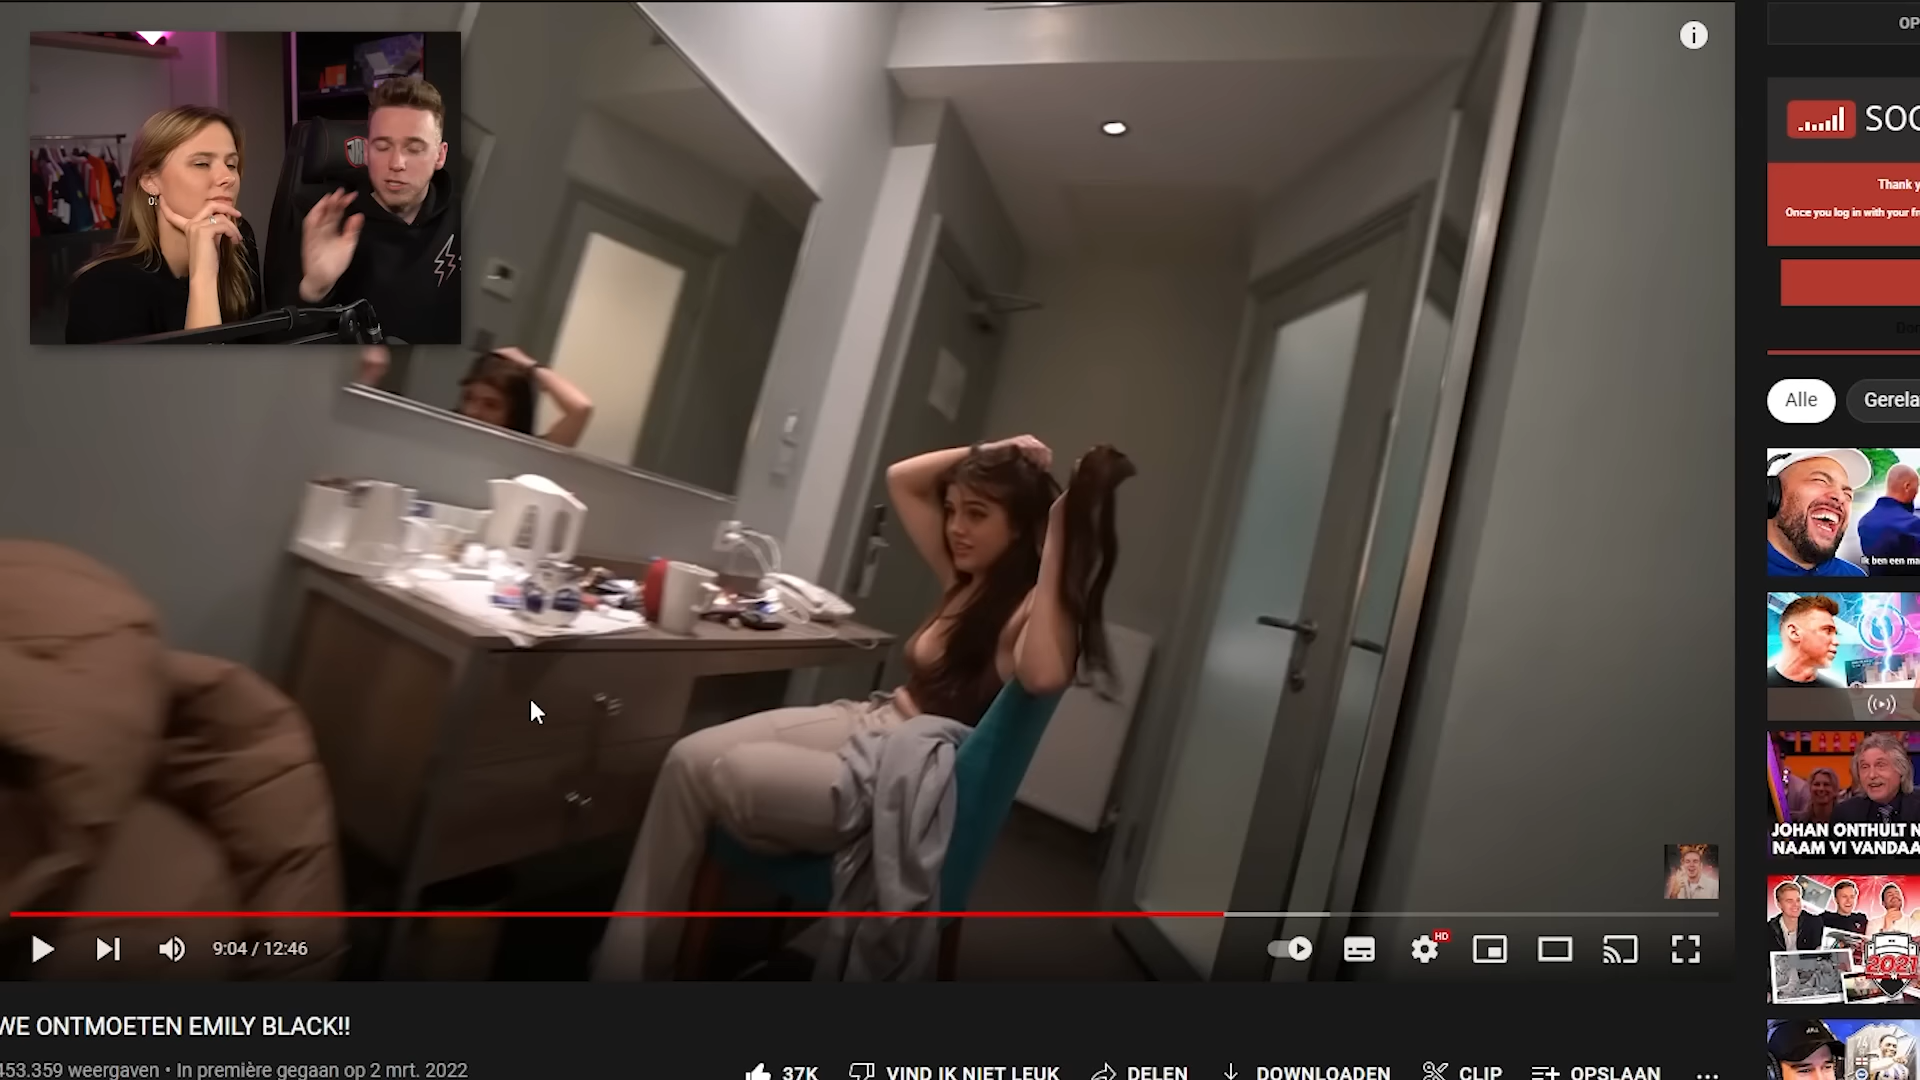 OP
SOC
Thank y
Once you log in with your fr
Don
Alle
Gerela
ik ben een ma
JOHAN ONTHULT N
NAAM VI VANDAA
2021
HD
9:04 / 12:46
WE ONTMOETEN EMILY BLACK!!
453.359 weergaven • In première gegaan op 2 mrt. 2022
37K
VIND IK NIET LEUK
DELEN
DOWNLOADEN
CLIP
OPSLAAN